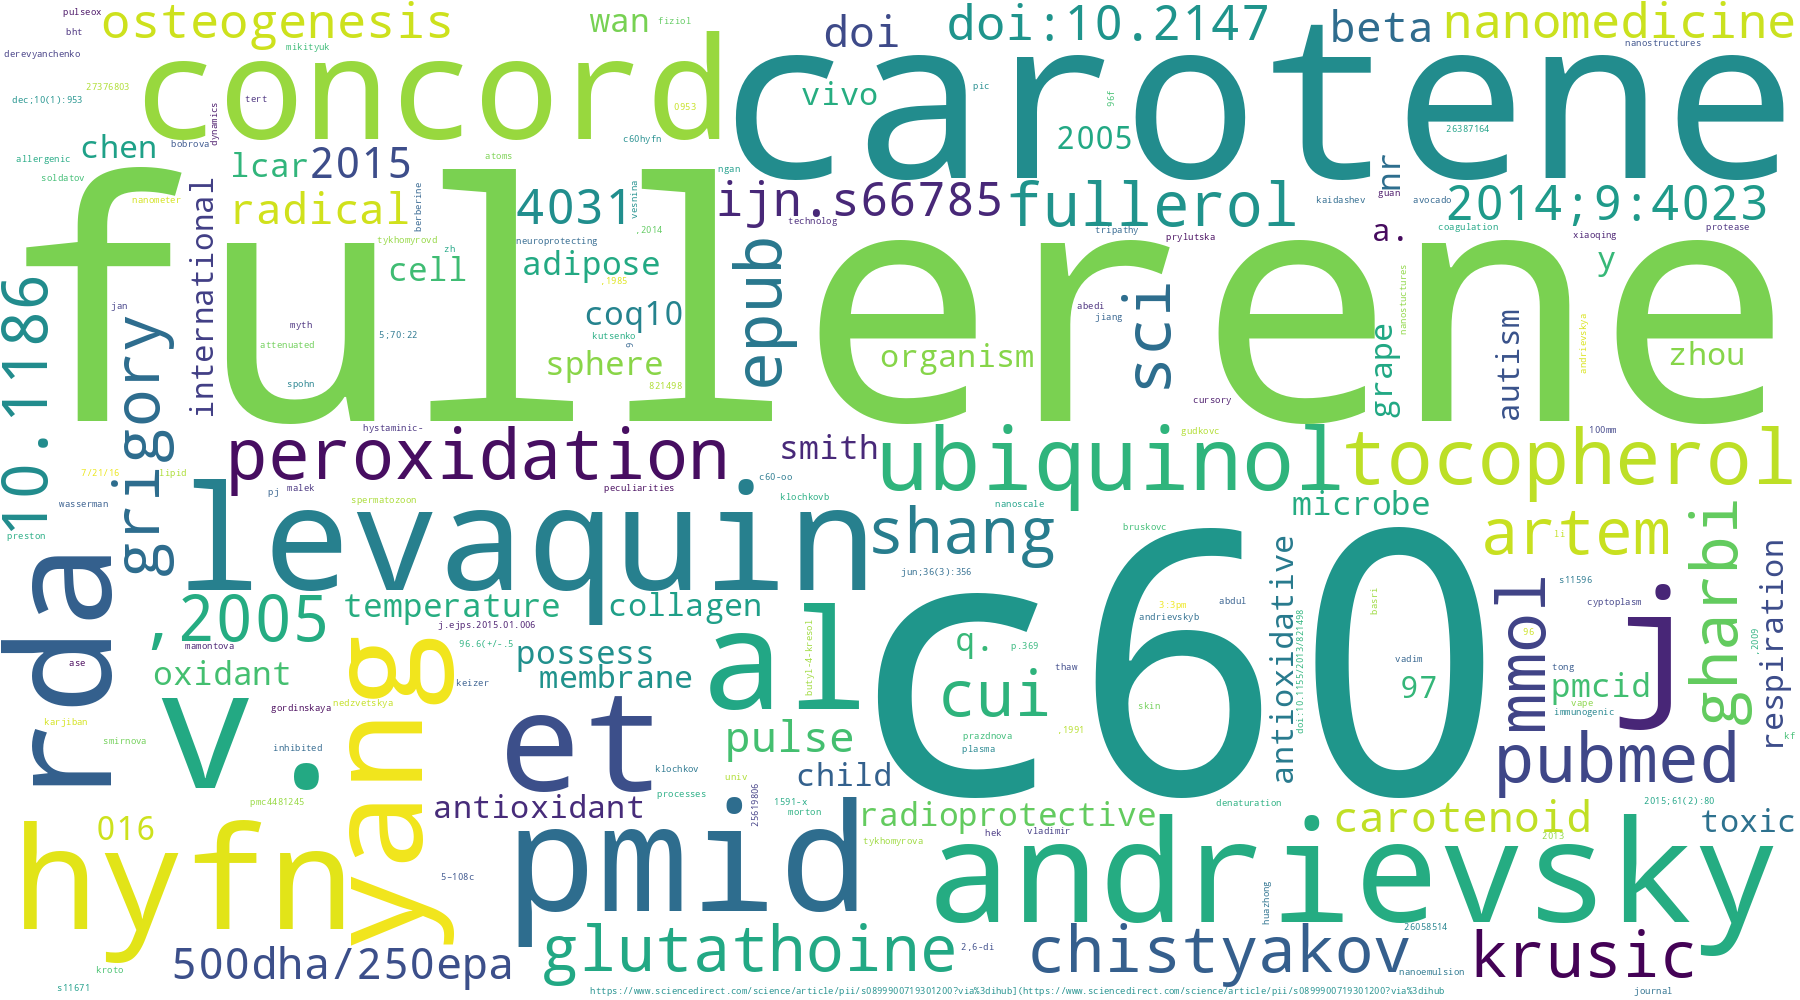 pulseox
osteogenesis
wan
fiziol
doi
doi:10.2147
beta
nanomedicine
bht
mikityuk
derevyanchenko
nanostructures
concord
carotene
27376803
dec;10(1):953
tert
dynamics
vivo
pic
96f
0953
2005
26387164
c60hyfn
chen
bobrova
allergenic
lcar
2015
atoms
ngan
nr
soldatov
nanometer
international
radical
berberine
4031
vesnina
ijn.s66785
fullerol
kaidashev
guan
avocado
2014;9:4023
technolog
,2014
tripathy
prylutska
a.
coagulation
xiaoqing
protease
fullerene
tykhomyrovd
zh
neuroprotecting
cell
adipose
epub
y
10.1186
,1985
sci
nanostuctures
jan
coq10
abedi
jiang
grigory
myth
5;70:22
kutsenko
9
grape
autism
andrievskya
attenuated
sphere
organism
zhou
spohn
821498
cursory
hystaminic-
peroxidation
smith
ubiquinol
gudkovc
tocopherol
100mm
7/21/16
lipid
c60-oo
pj
malek
peculiarities
wasserman
spermatozoon
klochkovb
nanoscale
microbe
preston
levaquin
shang
bruskovc
artem
li
gharbi
rda
jun;36(3):356
c60
antioxidative
s11596
respiration
,2005
temperature
collagen
andrievskyb
3:3pm
abdul
basri
mmol
cyptoplasm
j
j.ejps.2015.01.006
butyl-4-kresol
al
doi:10.1155/2013/821498
96
,2009
mamontova
96.6(+/-.5
q.
p.369
ase
possess
thaw
vadim
tong
oxidant
membrane
cui
97
pmcid
keizer
v.
yang
et
gordinskaya
nedzvetskya
skin
vape
immunogenic
karjiban
smirnova
inhibited
pulse
prazdnova
,1991
kf
plasma
pubmed
klochkov
univ
child
processes
pmc4481245
antioxidant
25619806
1591-x
morton
radioprotective
denaturation
carotenoid
2015;61(2):80
toxic
016
hek
vladimir
2013
hyfn
pmid
tykhomyrova
andrievsky
5-108c
huazhong
500dha/250epa
glutathoine
2,6-di
chistyakov
26058514
krusic
kroto
nanoemulsion
s11671
https://www.sciencedirect.com/science/article/pii/s0899900719301200?via%3dihub](https://www.sciencedirect.com/science/article/pii/s0899900719301200?via%3dihub
journal